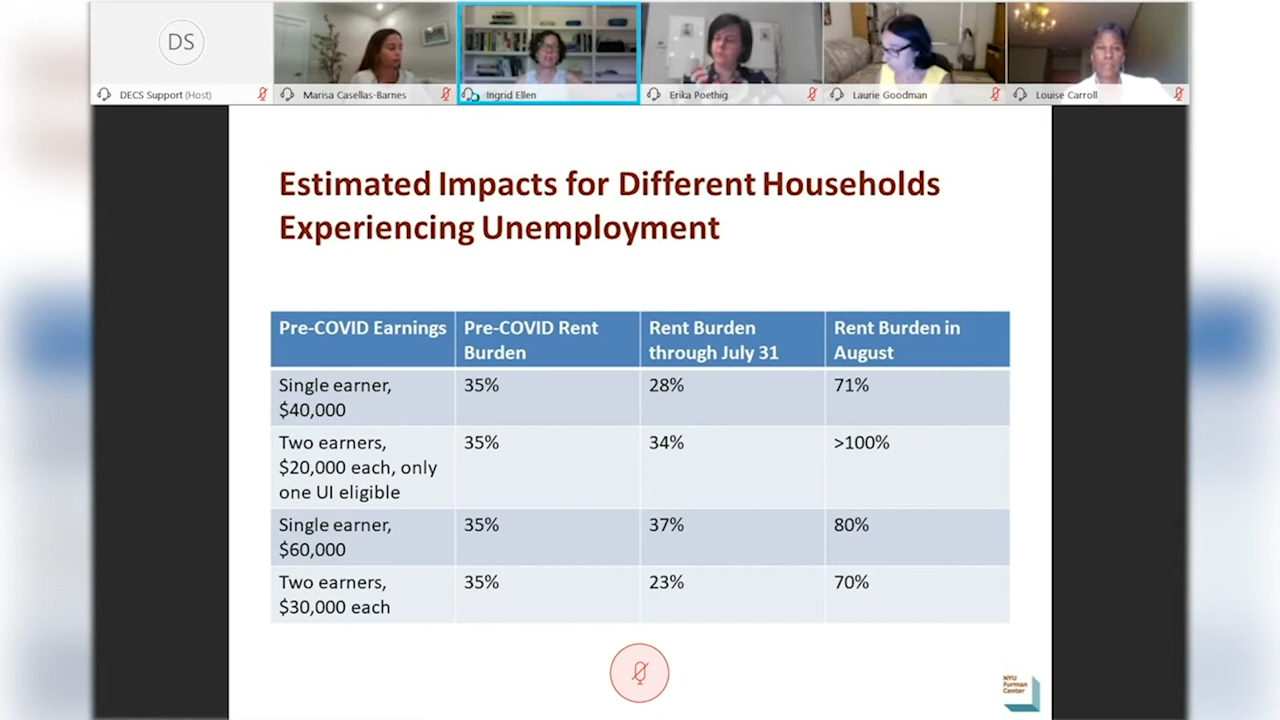 DS
DECS Support (Host)
Marisa Casellas-Barnes
Ingrid Ellen
Erika Poethig
Laurie Goodman
Louise Carroll
Estimated Impacts for Different Households
Experiencing Unemployment
Pre-COVID Earnings
Pre-COVID Rent
Burden
Rent Burden
through July 31
Rent Burden in
August
Single earner,
$40,000
35%
28%
71%
Two earners,
$20,000 each, only
one UI eligible
35%
34%
>100%
Single earner,
$60,000
35%
37%
80%
Two earners,
$30,000 each
35%
23%
70%
NYU
Furman
Center